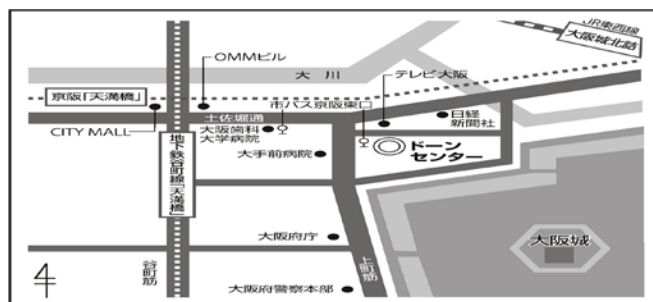 JR東西線
大阪城北詰
OMMビル
大川
テレビ大阪
京阪「天満橋」
市バス京阪東口
日経
新聞社
土佐堀通
CITY MALL
大阪歯科
大学病院
ドーン
センター
大手前病院
地下鉄谷町線「天満橋」
大阪府庁
大阪城
谷町筋
上町筋
大阪府警察本部